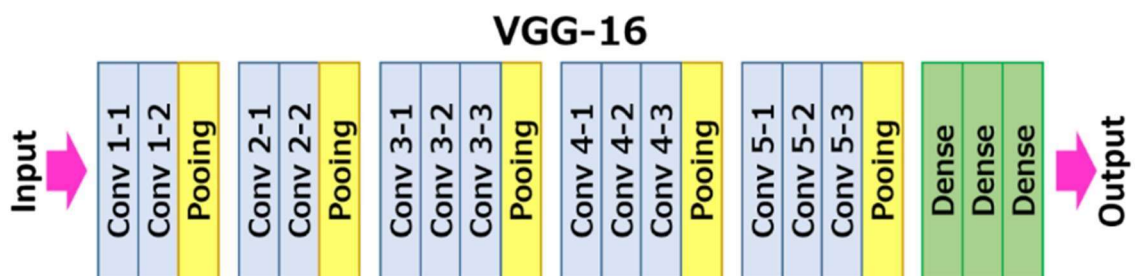 VGG-16
Input
Conv 1-1
Conv 1-2
Pooing
Conv 2-1
Conv 2-2
Pooing
Conv 3-1
Conv 3-2
Conv 3-3
Pooing
Conv 4-1
Conv 4-2
Conv 4-3
Pooing
Conv 5-1
Conv 5-2
Conv 5-3
Pooing
Dense
Dense
Dense
Output